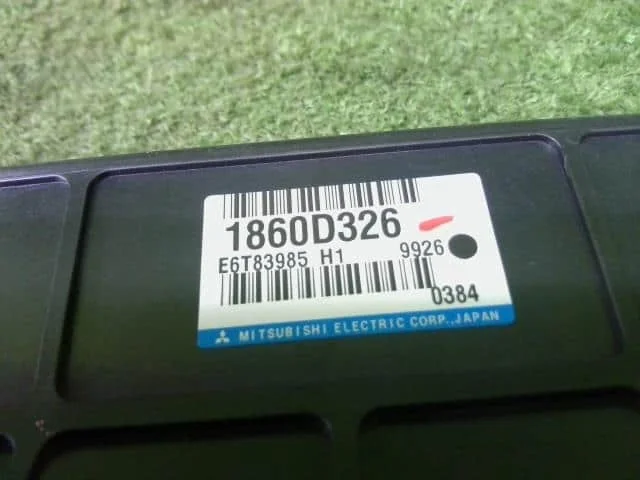 1860D326
E6T83985 H1 9926
0384
MITSUBISHI ELECTRIC CORP., JAPAN